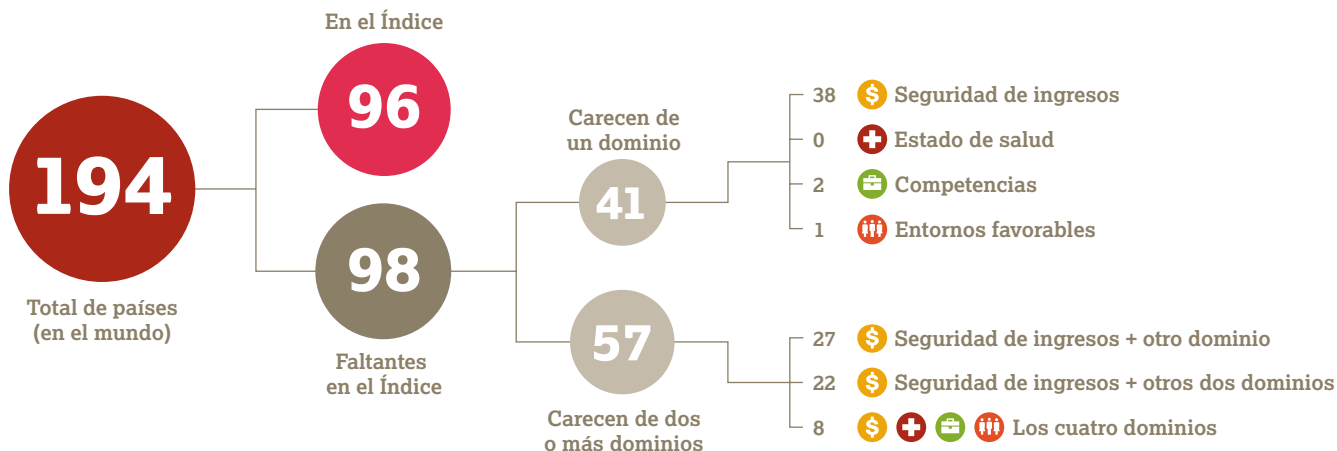 En el Índice
96
194
Total de países
(en el mundo)
98
Faltantes
en el Índice
Carecen de
un dominio
41
38 $ Seguridad de ingresos
0 Estado de salud
2 Competencias
1 Entornos favorables
57
Carecen de dos
o más dominios
27 $ Seguridad de ingresos + otro dominio
22 $ Seguridad de ingresos + otros dos dominios
8 $ Los cuatro dominios